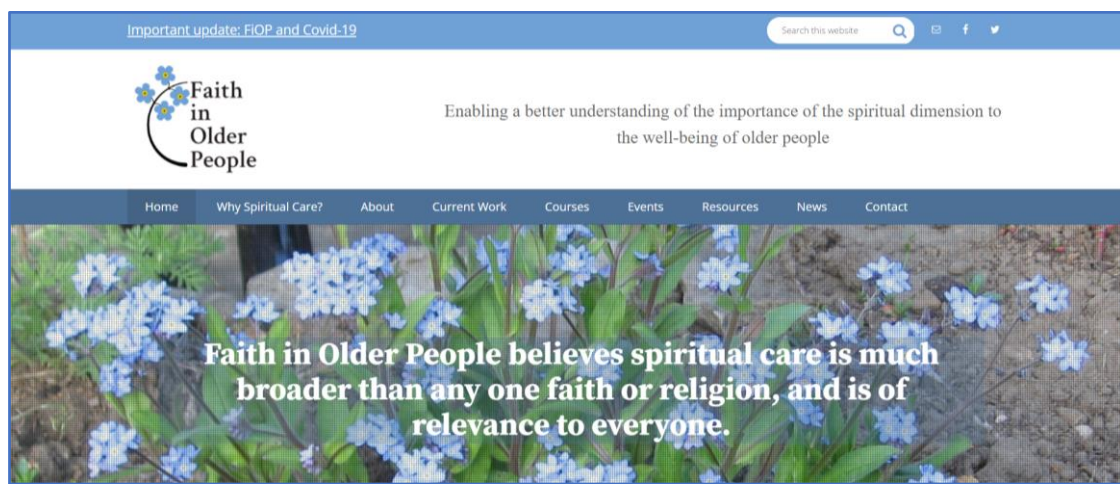 Important update: FiOP and Covid-19
Search this website
Faith
in
Older
People
Enabling a better understanding of the importance of the spiritual dimension to
the well-being of older people
Home Why Spiritual Care? About Current Work Courses Events Resources News Contact
Faith in Older People believes spiritual care is much
broader than any one faith or religion, and is of
relevance to everyone.